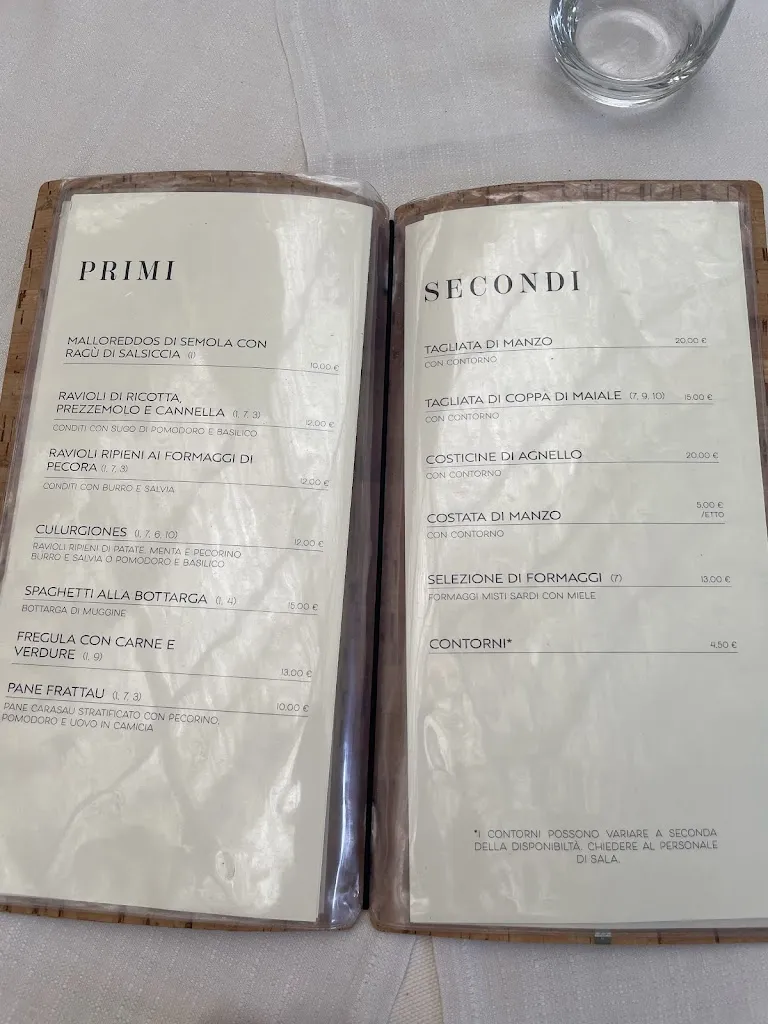 PRIMI
MALLOREDDOS DI SEMOLA CON
RAGÙ DI SALSICCIA (1)
10,00 €
RAVIOLI DI RICOTTA,
PREZZEMOLO E CANNELLA (1, 7, 3)
12,00 €
CONDITI CON SUGO DI POMODORO E BASILICO
RAVIOLI RIPIENI AI FORMAGGI DI
PECORA (1, 7, 3)
12,00 €
CONDITI CON BURRO E SALVIA
CULURGIONES (1, 7, 6, 10)
12,00 €
RAVIOLI RIPIENI DI PATATE, MENTA E PECORINO
BURRO E SALVIA O POMODORO E BASILICO
SPAGHETTI ALLA BOTTARGA (1, 4)
15,00 €
BOTTARGA DI MUGGINE
FREGULA CON CARNE E
VERDURE (1, 9)
13,00 €
PANE FRATTAU (1, 7, 3)
10,00 €
PANE CARASAU STRATIFICATO CON PECORINO,
POMODORO E UOVO IN CAMICIA
SECONDI
TAGLIATA DI MANZO 20,00 €
CON CONTORNO
TAGLIATA DI COPPA DI MAIALE (7, 9, 10) 15,00 €
CON CONTORNO
COSTICINE DI AGNELLO 20,00 €
CON CONTORNO
COSTATA DI MANZO 5,00 €
/ETTO
CON CONTORNO
SELEZIONE DI FORMAGGI (7) 13,00 €
FORMAGGI MISTI SARDI CON MIELE
CONTORNI* 4,50 €
*I CONTORNI POSSONO VARIARE A SECONDA
DELLA DISPONIBILTÀ, CHIEDERE AL PERSONALE
DI SALA.